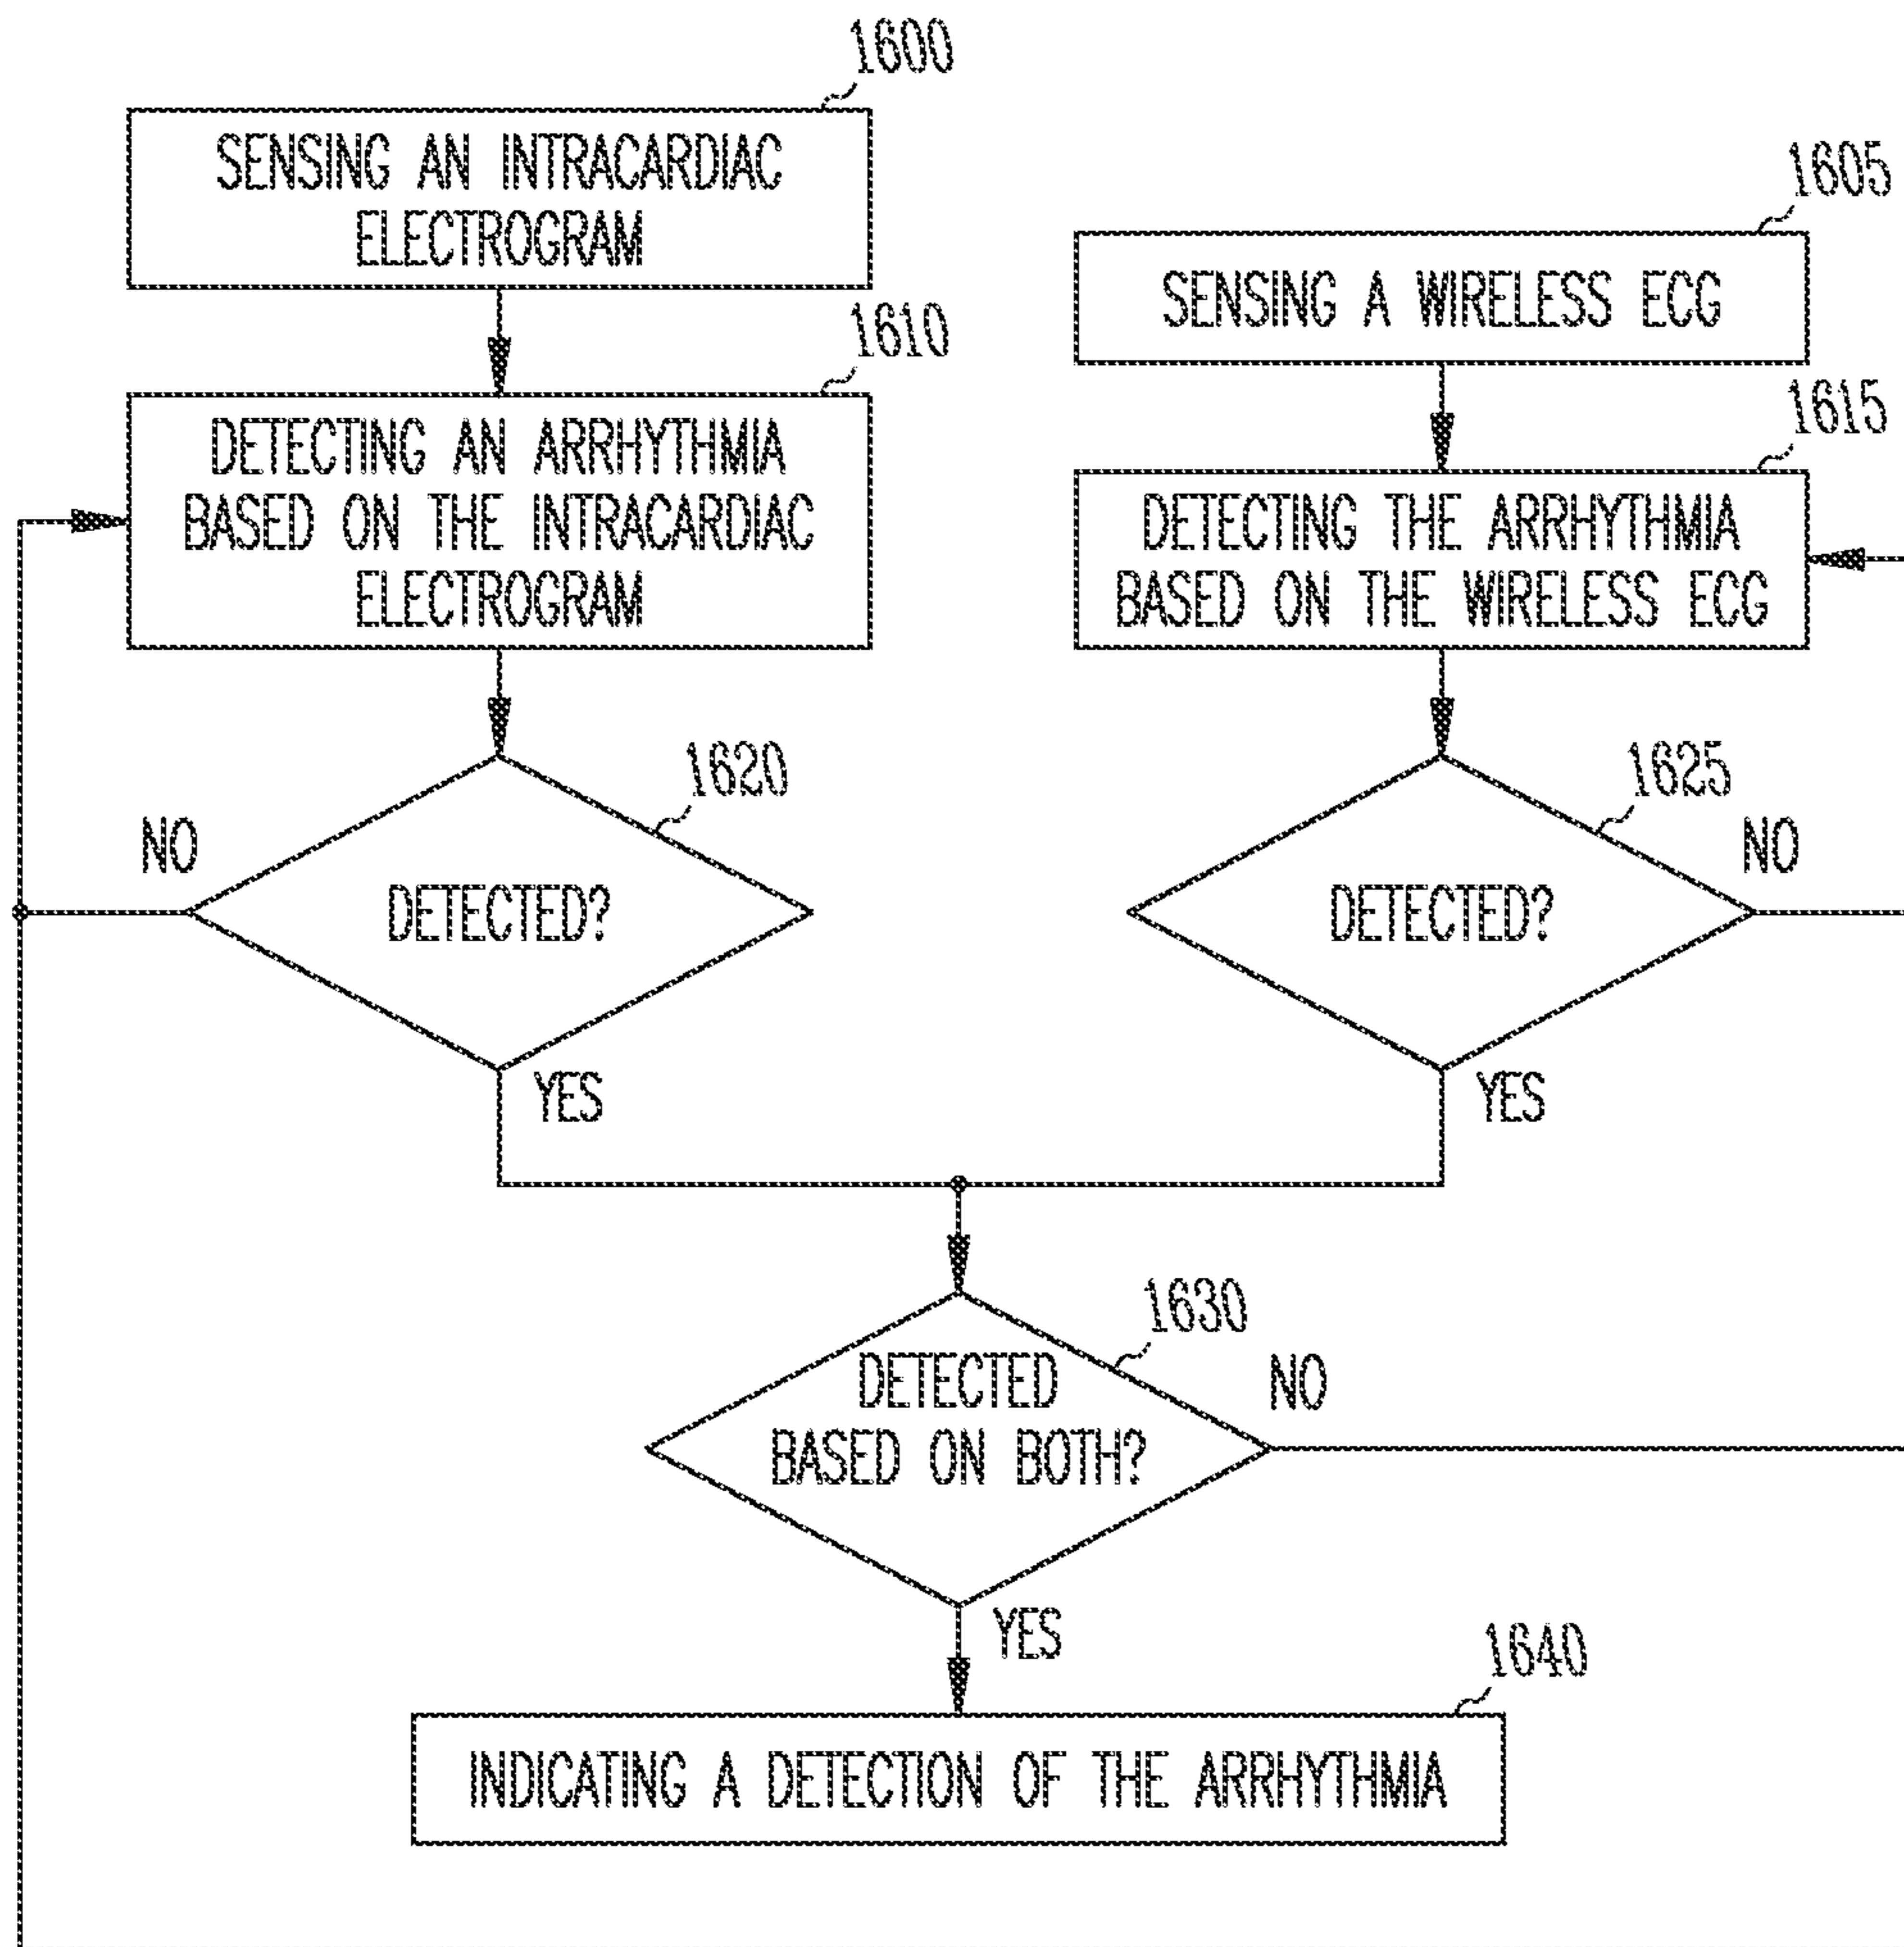 1600
SENSING AN INTRACARDIAC
ELECTROGRAM
1605
SENSING A WIRELESS ECG
1610
DETECTING AN ARRHYTHMIA
BASED ON THE INTRACARDIAC
ELECTROGRAM
1615
DETECTING THE ARRHYTHMIA
BASED ON THE WIRELESS ECG
1620
NO
DETECTED?
YES
1625
NO
DETECTED?
YES
1630
DETECTED
BASED ON BOTH?
NO
YES
1640
INDICATING A DETECTION OF THE ARRHYTHMIA